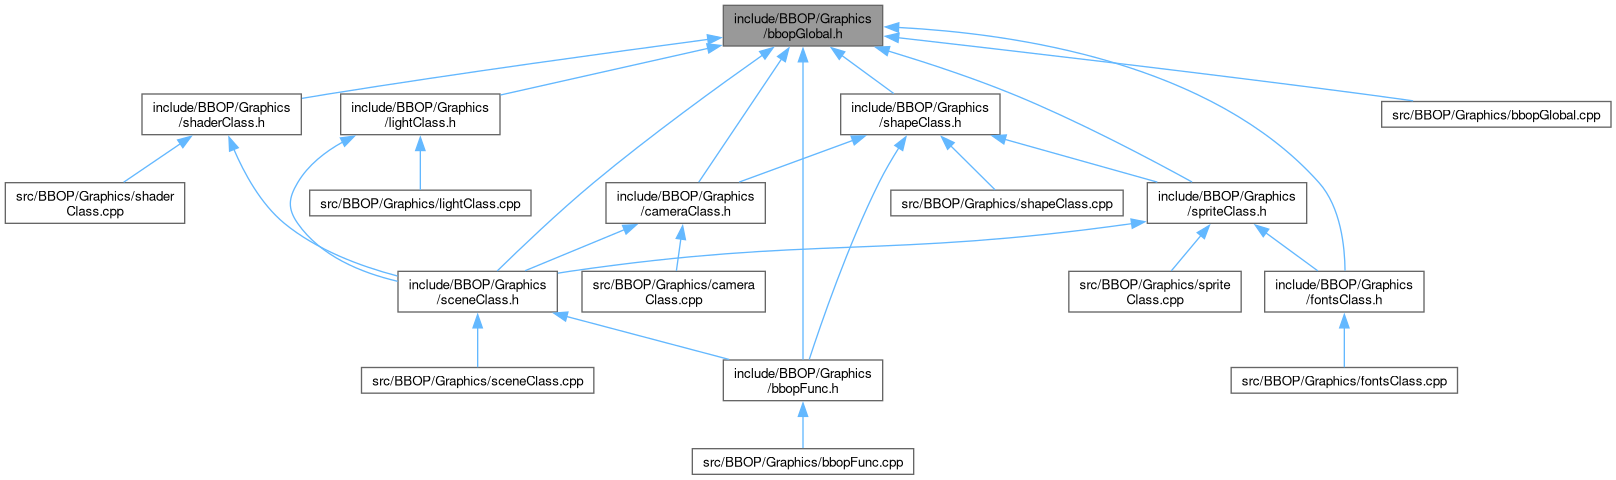 include/BBOP/Graphics
/bbopGlobal.h
include/BBOP/Graphics
/shaderClass.h
include/BBOP/Graphics
/lightClass.h
include/BBOP/Graphics
/shapeClass.h
src/BBOP/Graphics/bbopGlobal.cpp
src/BBOP/Graphics/shader
Class.cpp
src/BBOP/Graphics/lightClass.cpp
include/BBOP/Graphics
/cameraClass.h
src/BBOP/Graphics/shapeClass.cpp
include/BBOP/Graphics
/spriteClass.h
include/BBOP/Graphics
/sceneClass.h
src/BBOP/Graphics/camera
Class.cpp
src/BBOP/Graphics/sprite
Class.cpp
include/BBOP/Graphics
/fontsClass.h
src/BBOP/Graphics/sceneClass.cpp
include/BBOP/Graphics
/bbopFunc.h
src/BBOP/Graphics/fontsClass.cpp
src/BBOP/Graphics/bbopFunc.cpp